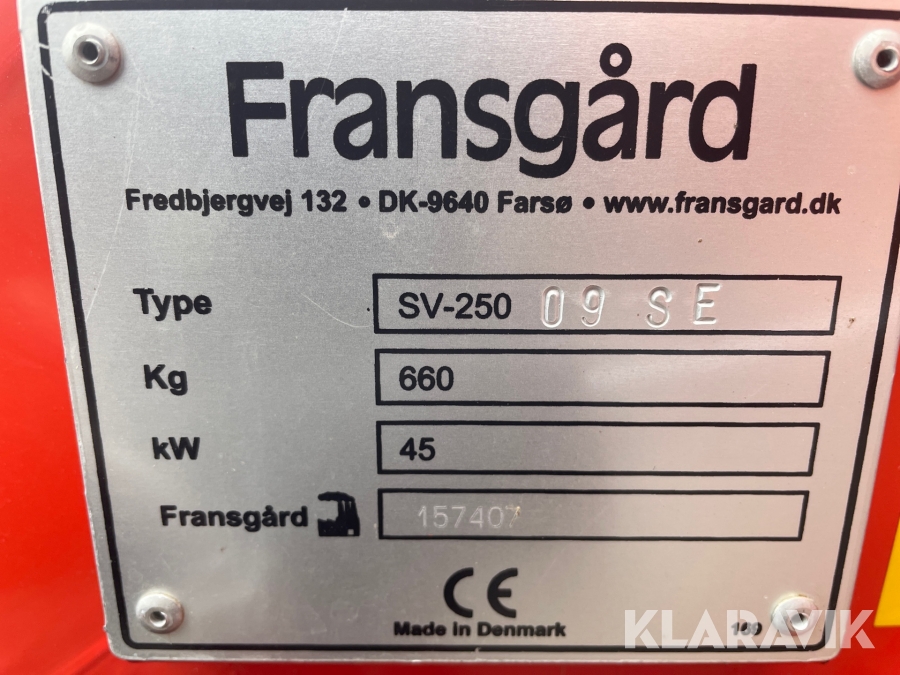 Fransgård
Fredbjergvej 132 • DK-9640 Farsø • www.fransgard.dk
Type SV-250 09 SE
Kg 660
kW 45
Fransgård 157407
CE
Made in Denmark
KLARAVIK